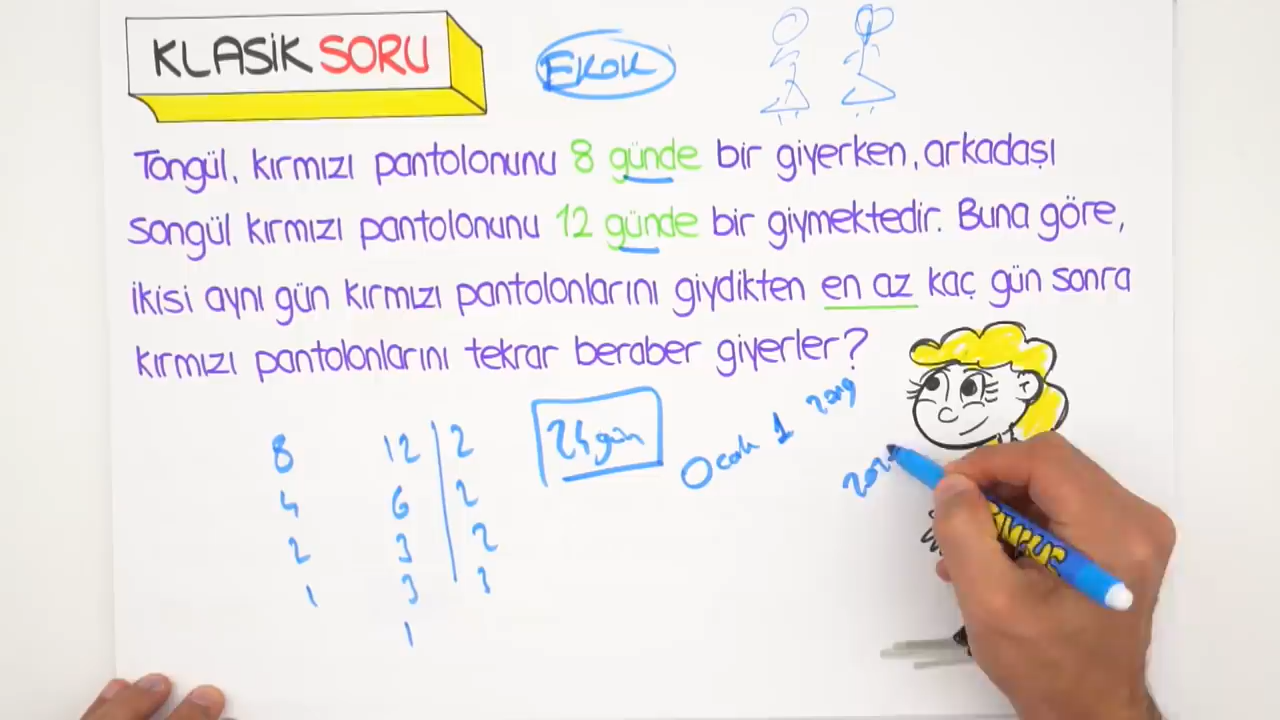 KLASİK SORU
EKOK
Tongül, kırmızı pantolonunu 8 günde bir giyerken, arkadaşı
Songül kırmızı pantolonunu 12 günde bir giymektedir. Buna göre,
ikisi aynı gün kırmızı pantolonlarını giydikten en az kaç gün sonra
kırmızı pantolonlarını tekrar beraber giyerler?
8 12 2
4 6 2
2 3 2
1 3 3
1
24 gün
Ocak 1 2019